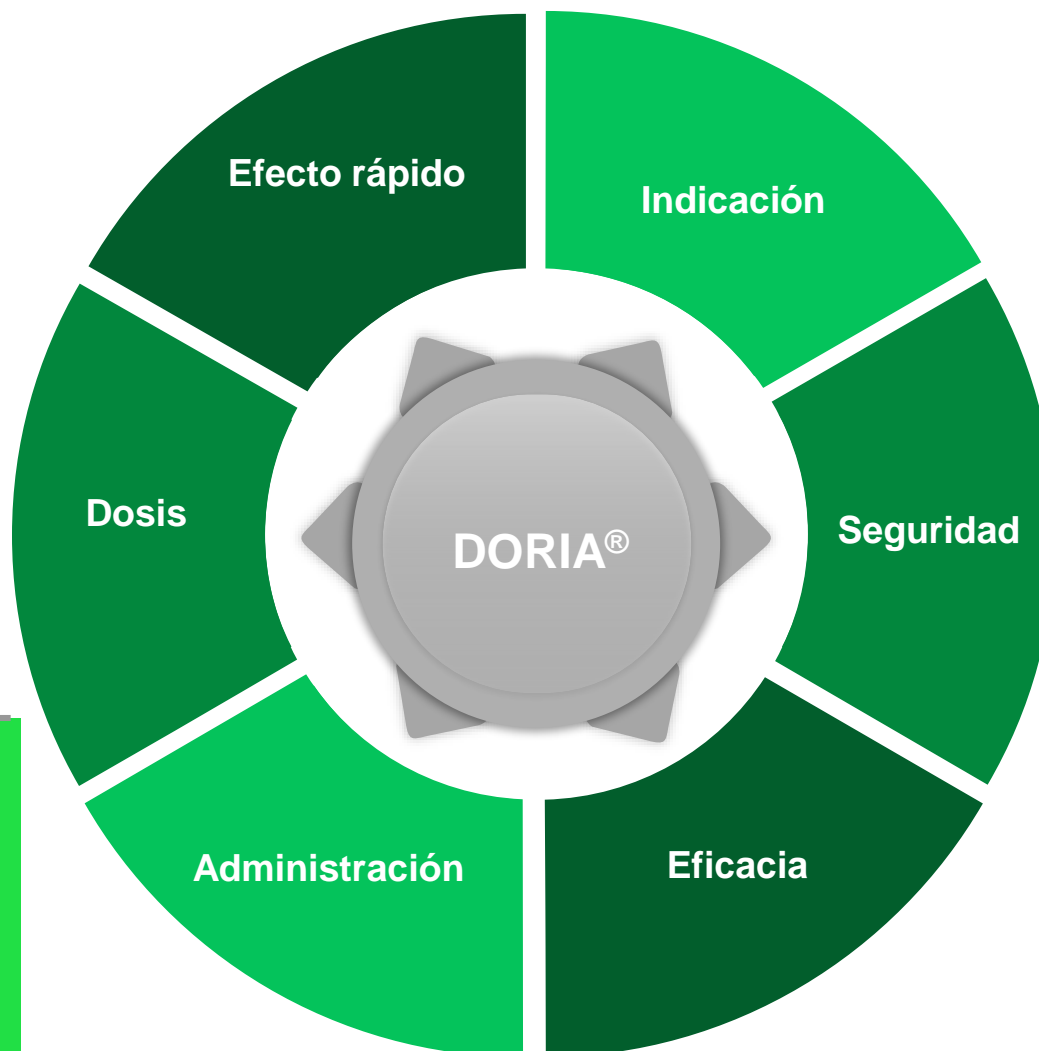 Efecto rápido
Indicación
Dosis
DORIA®
Seguridad
Administración
Eficacia